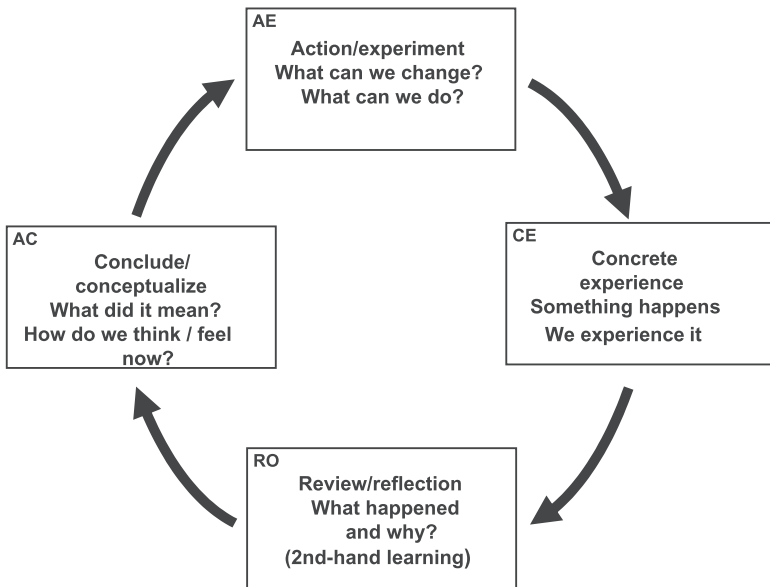 AE
Action/experiment
What can we change?
What can we do?
CE
Concrete
experience
Something happens
We experience it
RO
Review/reflection
What happened
and why?
(2nd-hand learning)
AC
Conclude/
conceptualize
What did it mean?
How do we think / feel
now?